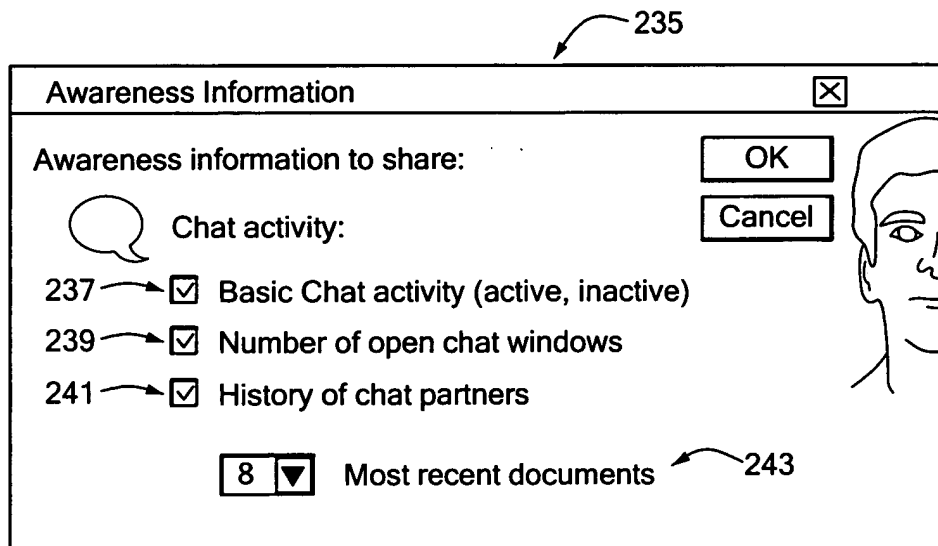 235
Awareness Information
Awareness information to share:
OK
Cancel
Chat activity:
237 Basic Chat activity (active, inactive)
239 Number of open chat windows
241 History of chat partners
8 Most recent documents 243